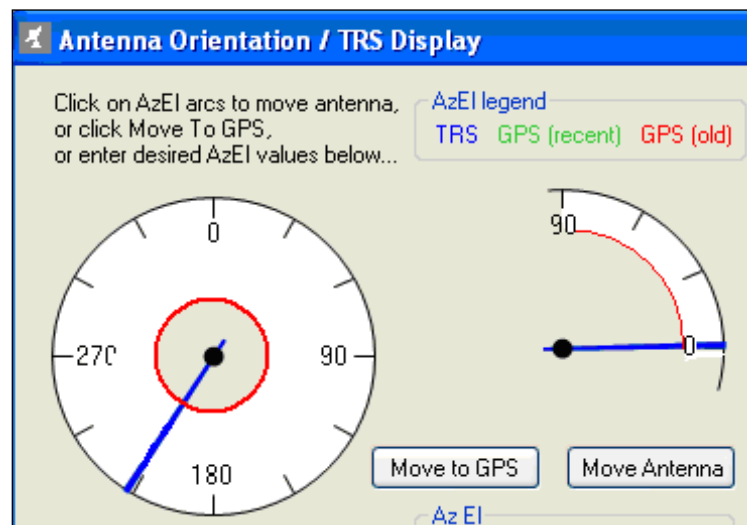 Antenna Orientation / TRS Display
Click on AzEl arcs to move antenna,
or click Move To GPS,
or enter desired AzEl values below...
AzEl legend
TRS GPS (recent) GPS (old)
0
270
90
180
90
0
Move to GPS
Move Antenna
Az El